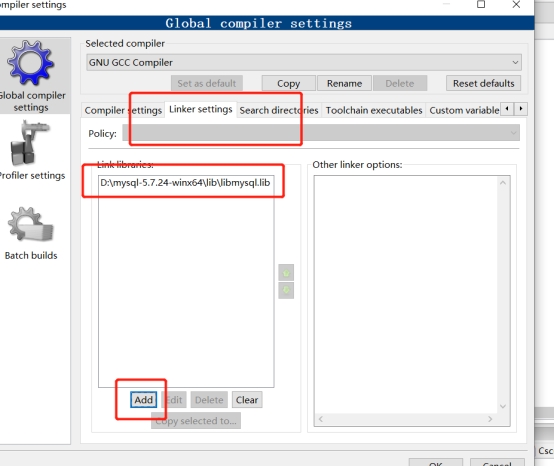 ompiler settings
Global compiler settings
Selected compiler
GNU GCC Compiler
Set as default Copy Rename Delete Reset defaults
Global compiler
settings
Compiler settings Linker settings Search directories Toolchain executables Custom variable
Policy:
Profiler settings
Link libraries: Other linker options:
D:\mysql-5.7.24-winx64\lib\libmysql.lib
Batch builds
Add Edit Delete Clear
Copy selected to...
Csc
OK Cancel